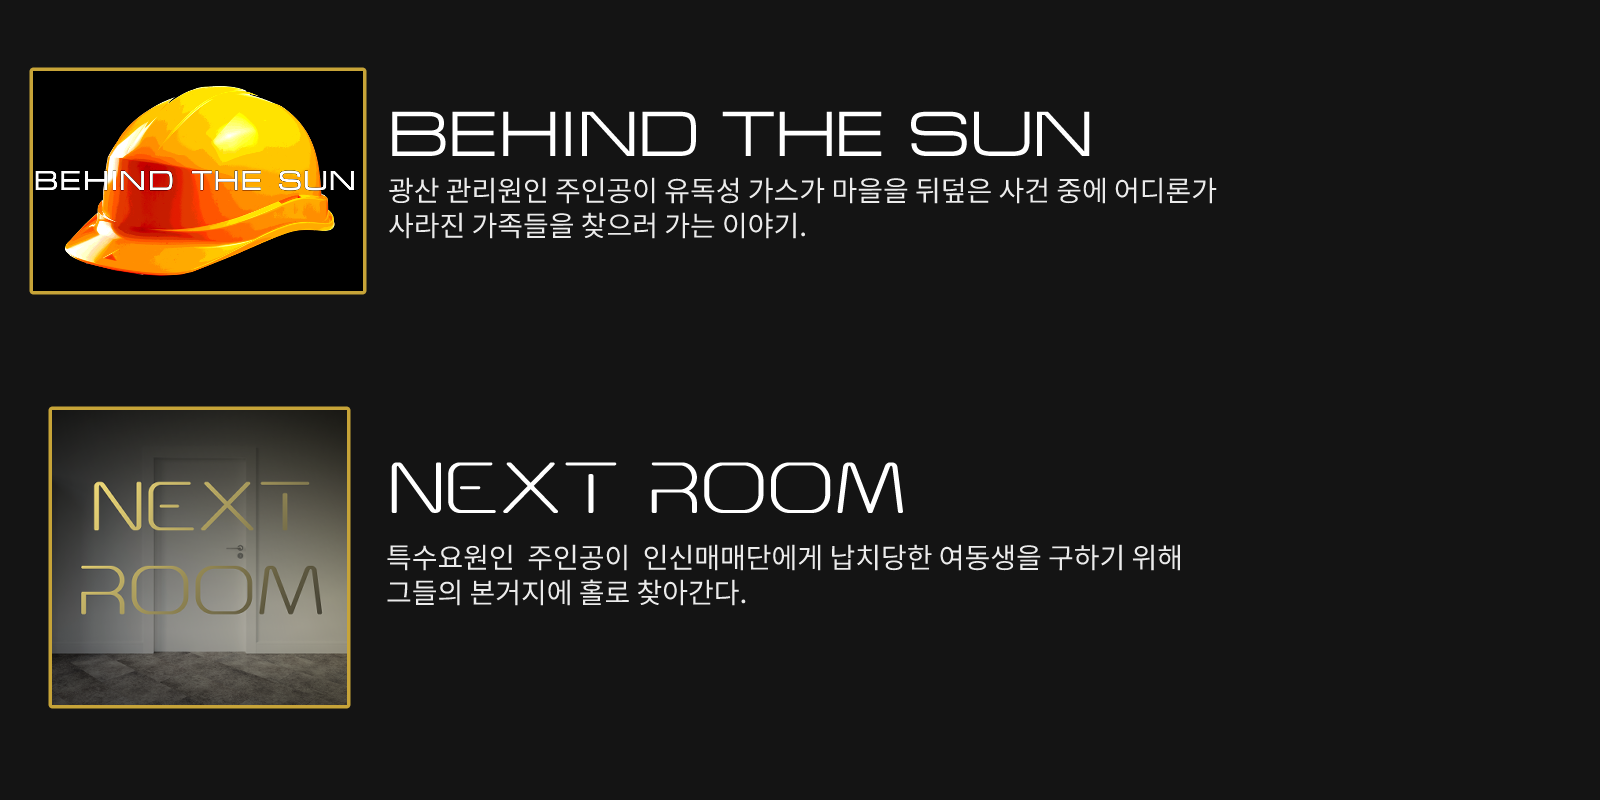 BEHIND THE SUN
BEHIND THE SUN
광산 관리원인 주인공이 유독성 가스가 마을을 뒤덮은 사건 중에 어디론가
사라진 가족들을 찾으러 가는 이야기.
NEXT
ROOM
NEXT ROOM
특수요원인 주인공이 인신매매단에게 납치당한 여동생을 구하기 위해
그들의 본거지에 홀로 찾아간다.